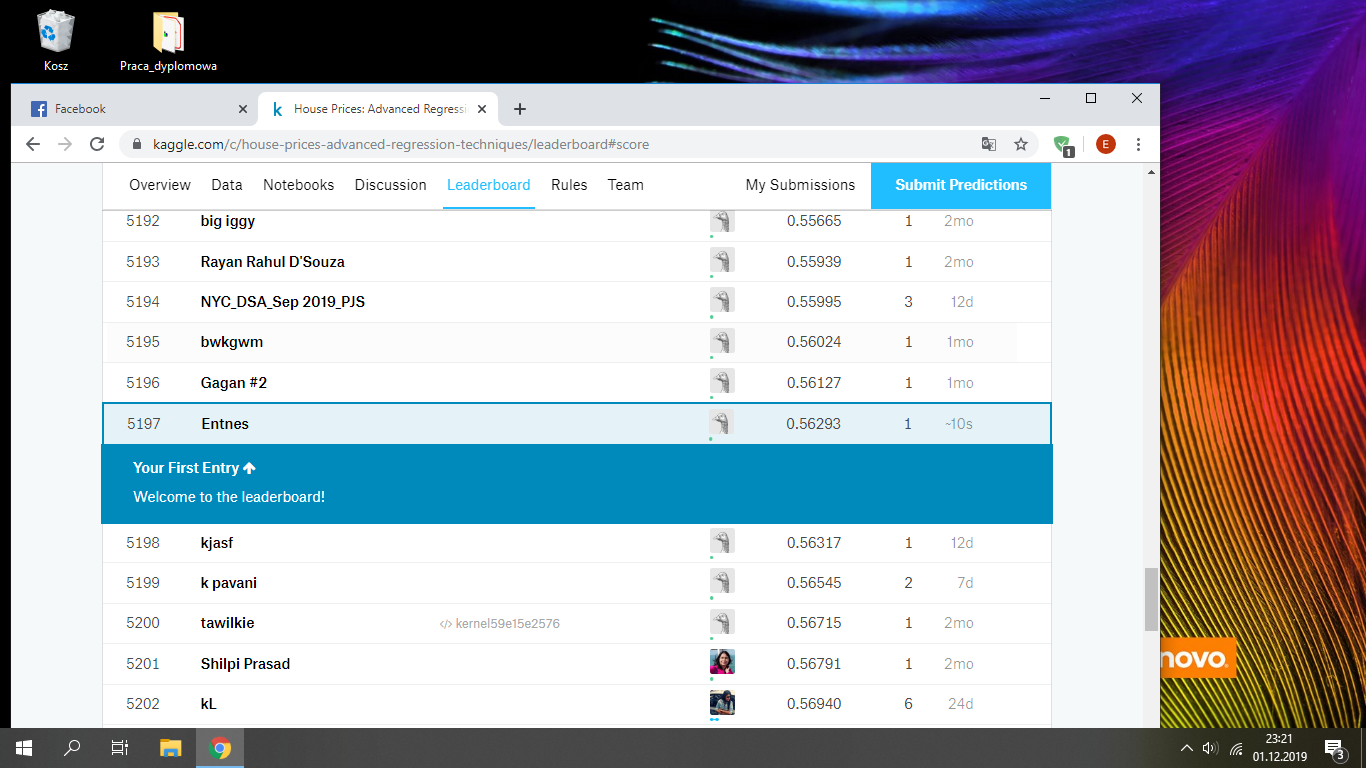 Kosz
Praca_dyplomowa
Facebook
House Prices: Advanced Regressi
kaggle.com/c/house-prices-advanced-regression-techniques/leaderboard#score
1
E
Overview Data Notebooks Discussion Leaderboard Rules Team My Submissions Submit Predictions
5192 big iggy 0.55665 1 2mo
5193 Rayan Rahul D'Souza 0.55939 1 2mo
5194 NYC_DSA_Sep 2019_PJS 0.55995 3 12d
5195 bwkgwm 0.56024 1 1mo
5196 Gagan #2 0.56127 1 1mo
5197 Entnes 0.56293 1 ~10s
Your First Entry
Welcome to the leaderboard!
5198 kjasf 0.56317 1 12d
5199 k pavani 0.56545 2 7d
5200 tawilkie </> kernel59e15e2576 0.56715 1 2mo
5201 Shilpi Prasad 0.56791 1 2mo
5202 kL 0.56940 6 24d
novo.
23:21
01.12.2019
3